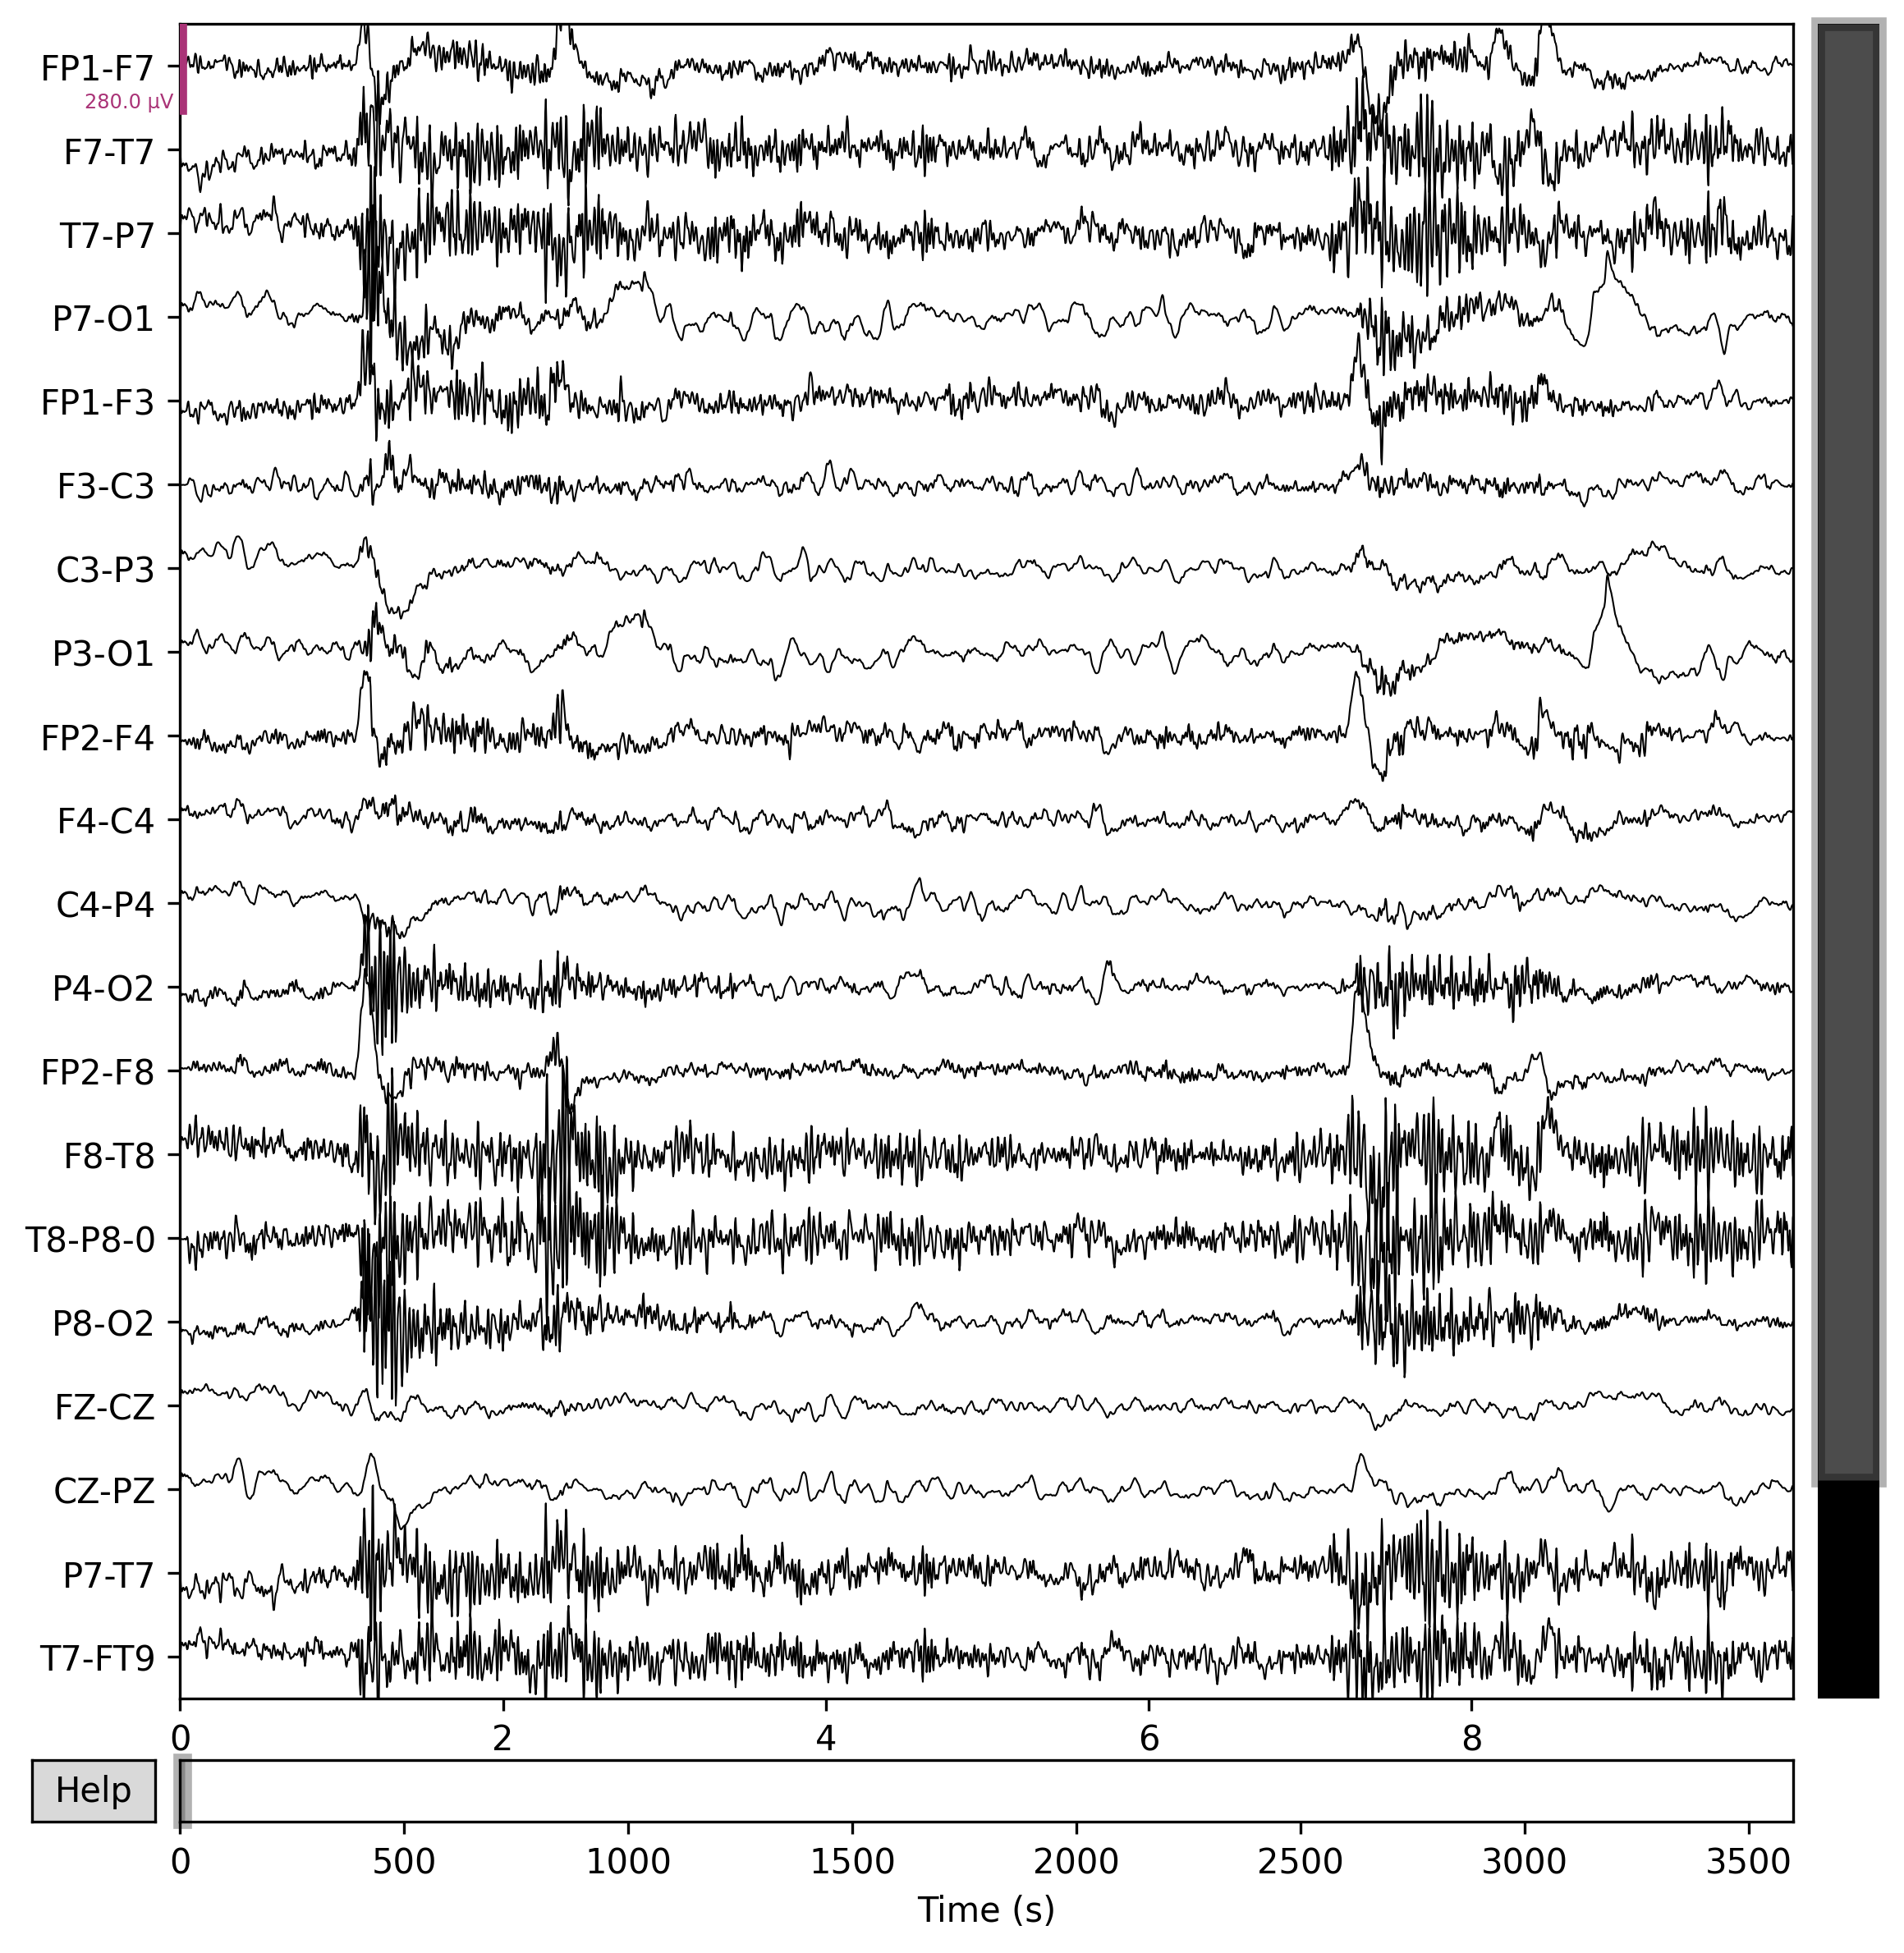 FP1-F7
280.0 µV
F7-T7
T7-P7
P7-O1
FP1-F3
F3-C3
C3-P3
P3-O1
FP2-F4
F4-C4
C4-P4
P4-O2
FP2-F8
F8-T8
T8-P8-0
P8-O2
FZ-CZ
CZ-PZ
P7-T7
T7-FT9
0 2 4 6 8
Help
0 500 1000 1500 2000 2500 3000 3500
Time (s)